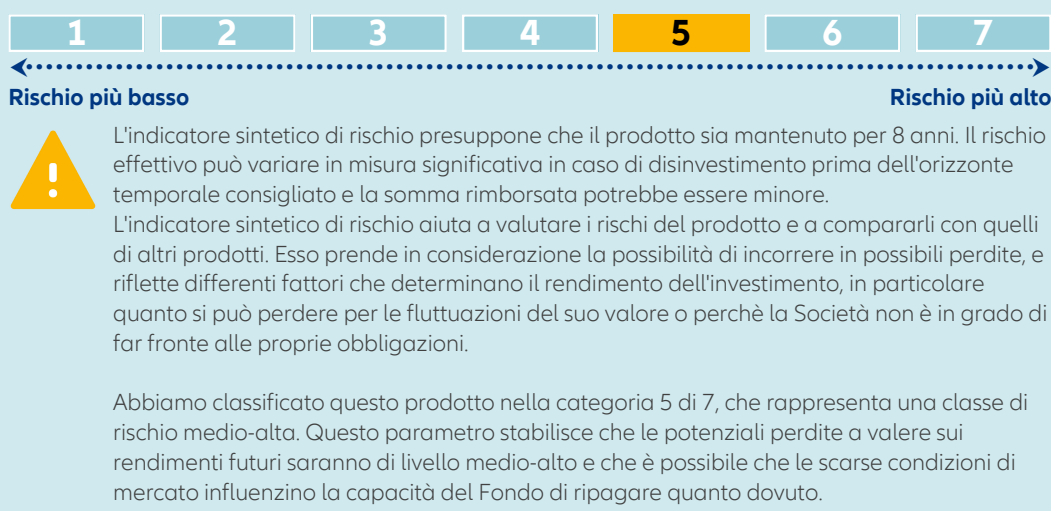 1 2 3 4 5 6 7
Rischio più basso Rischio più alto
L'indicatore sintetico di rischio presuppone che il prodotto sia mantenuto per 8 anni. Il rischio
effettivo può variare in misura significativa in caso di disinvestimento prima dell'orizzonte
temporale consigliato e la somma rimborsata potrebbe essere minore.
L'indicatore sintetico di rischio aiuta a valutare i rischi del prodotto e a compararli con quelli
di altri prodotti. Esso prende in considerazione la possibilità di incorrere in possibili perdite, e
riflette differenti fattori che determinano il rendimento dell'investimento, in particolare
quanto si può perdere per le fluttuazioni del suo valore o perchè la Società non è in grado di
far fronte alle proprie obbligazioni.
Abbiamo classificato questo prodotto nella categoria 5 di 7, che rappresenta una classe di
rischio medio-alta. Questo parametro stabilisce che le potenziali perdite a valere sui
rendimenti futuri saranno di livello medio-alto e che è possibile che le scarse condizioni di
mercato influenzino la capacità del Fondo di ripagare quanto dovuto.